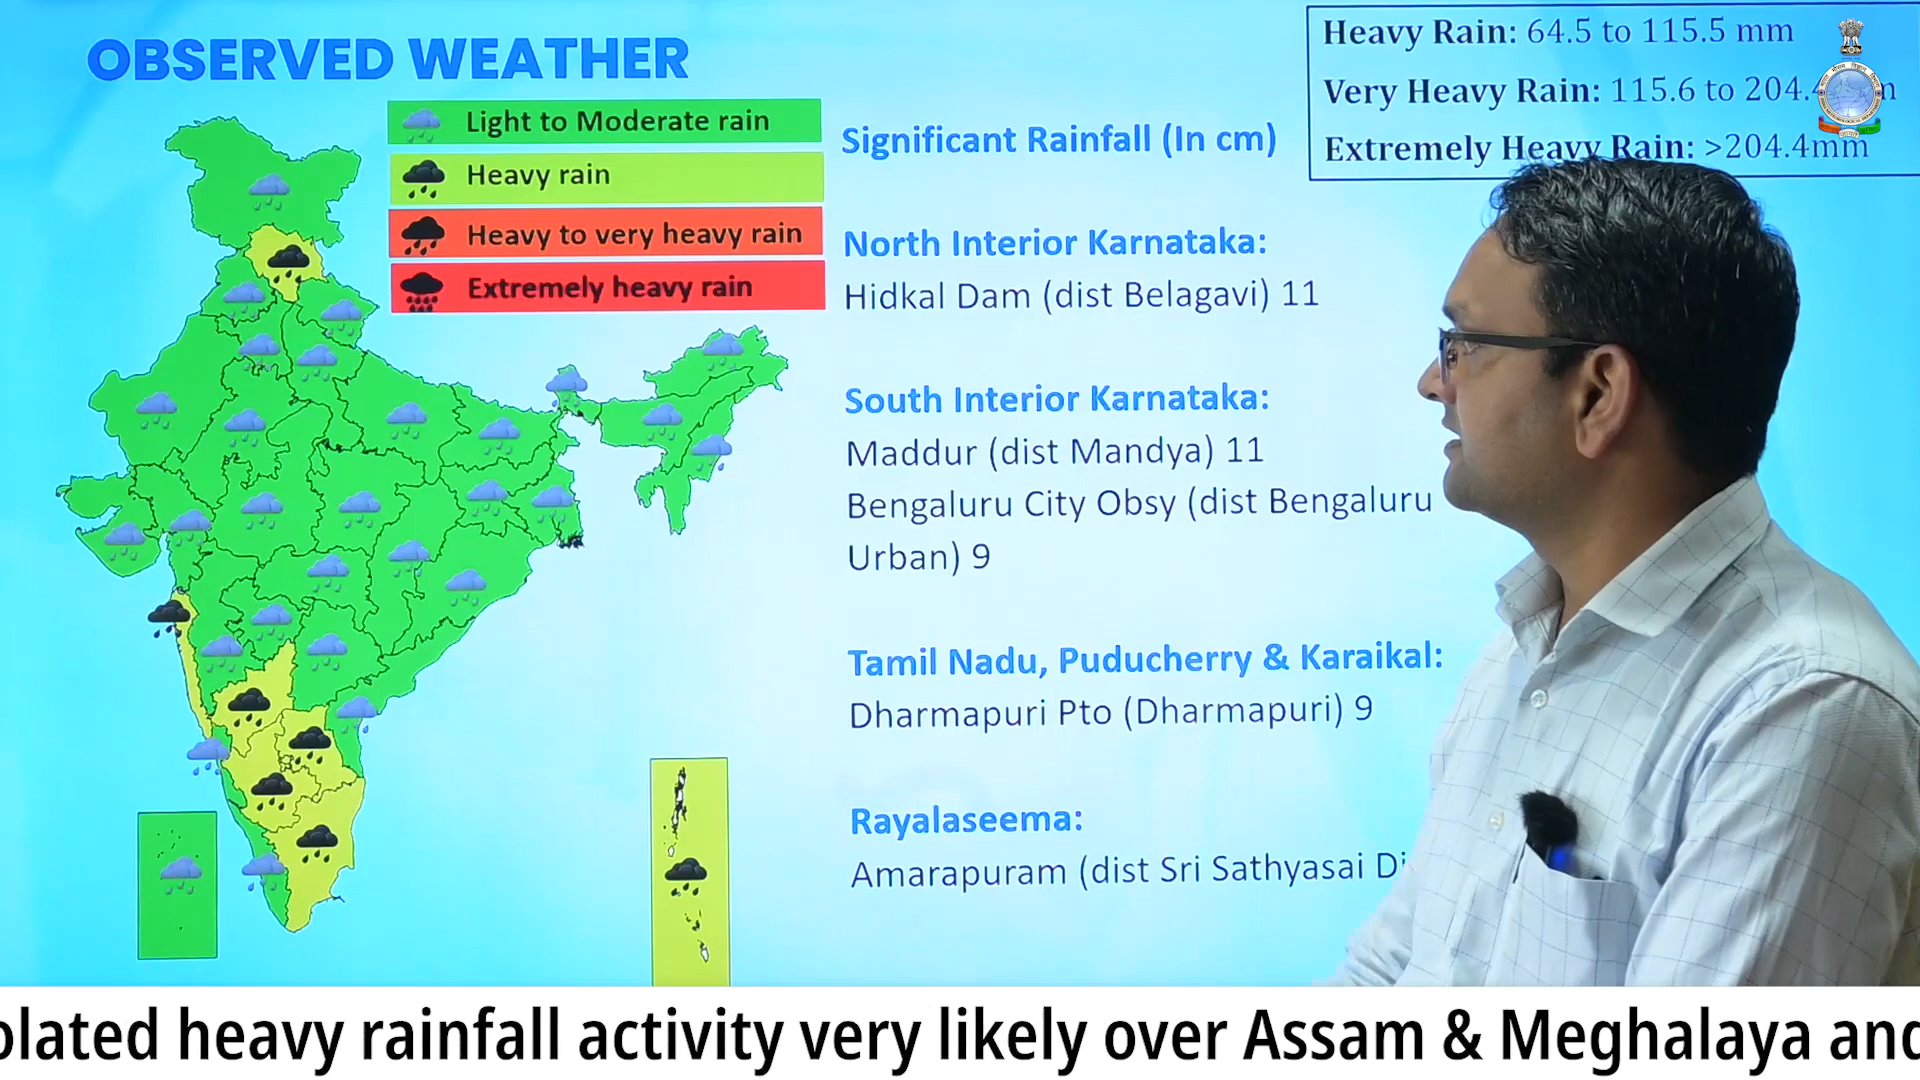 OBSERVED WEATHER
Light to Moderate rain
Heavy rain
Heavy to very heavy rain
Extremely heavy rain
Significant Rainfall (In cm)
North Interior Karnataka:
Hidkal Dam (dist Belagavi) 11
South Interior Karnataka:
Maddur (dist Mandya) 11
Bengaluru City Obsy (dist Bengaluru
Urban) 9
Tamil Nadu, Puducherry & Karaikal:
Dharmapuri Pto (Dharmapuri) 9
Rayalaseema:
Amarapuram (dist Sri Sathyasai
Heavy Rain: 64.5 to 115.5 mm
Very Heavy Rain: 115.6 to
Extremely Heavy Rain: >204.4mm
heavy rainfall activity very likely over Assam & Meghalaya and